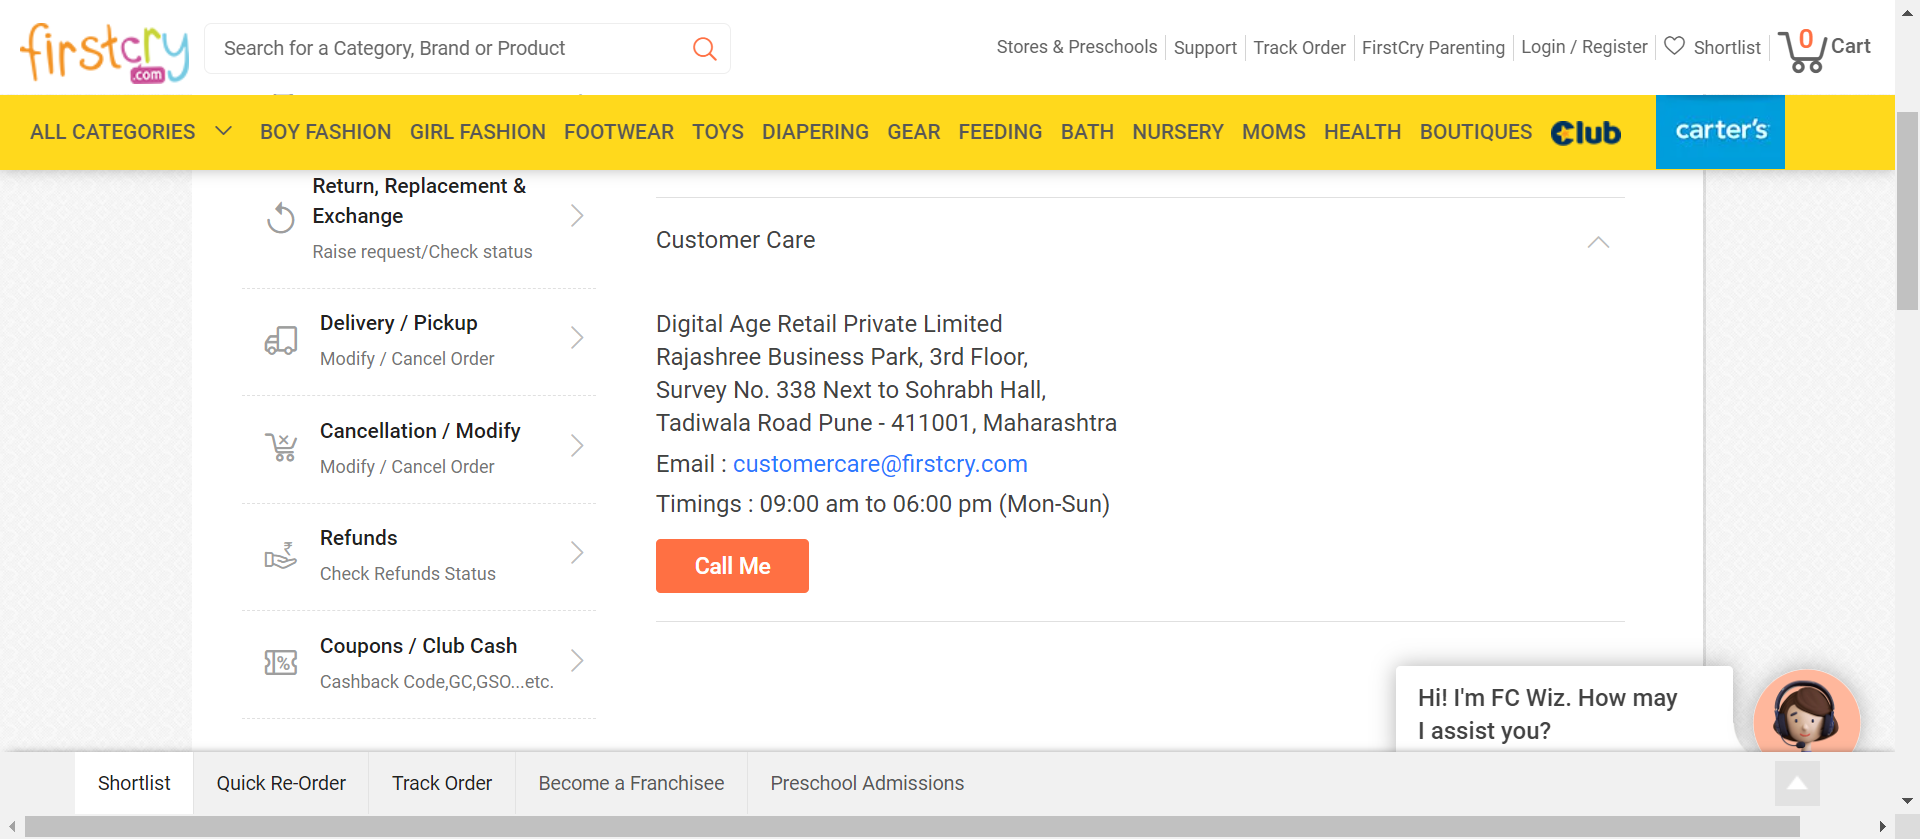 firstcry
.com
Search for a Category, Brand or Product
Stores & Preschools
Support
Track Order
FirstCry Parenting
Login / Register
Shortlist
0
Cart
ALL CATEGORIES
BOY FASHION
GIRL FASHION
FOOTWEAR
TOYS
DIAPERING
GEAR
FEEDING
BATH
NURSERY
MOMS
HEALTH
BOUTIQUES
Club
carter's
Return, Replacement &
Exchange
Raise request/Check status
Delivery / Pickup
Modify / Cancel Order
Cancellation / Modify
Modify / Cancel Order
Refunds
Check Refunds Status
Coupons / Club Cash
Cashback Code,GC,GSO...etc.
Customer Care
Digital Age Retail Private Limited
Rajashree Business Park, 3rd Floor,
Survey No. 338 Next to Sohrabh Hall,
Tadiwala Road Pune - 411001, Maharashtra
Email : customercare@firstcry.com
Timings : 09:00 am to 06:00 pm (Mon-Sun)
Call Me
Hi! I'm FC Wiz. How may
I assist you?
Shortlist
Quick Re-Order
Track Order
Become a Franchisee
Preschool Admissions